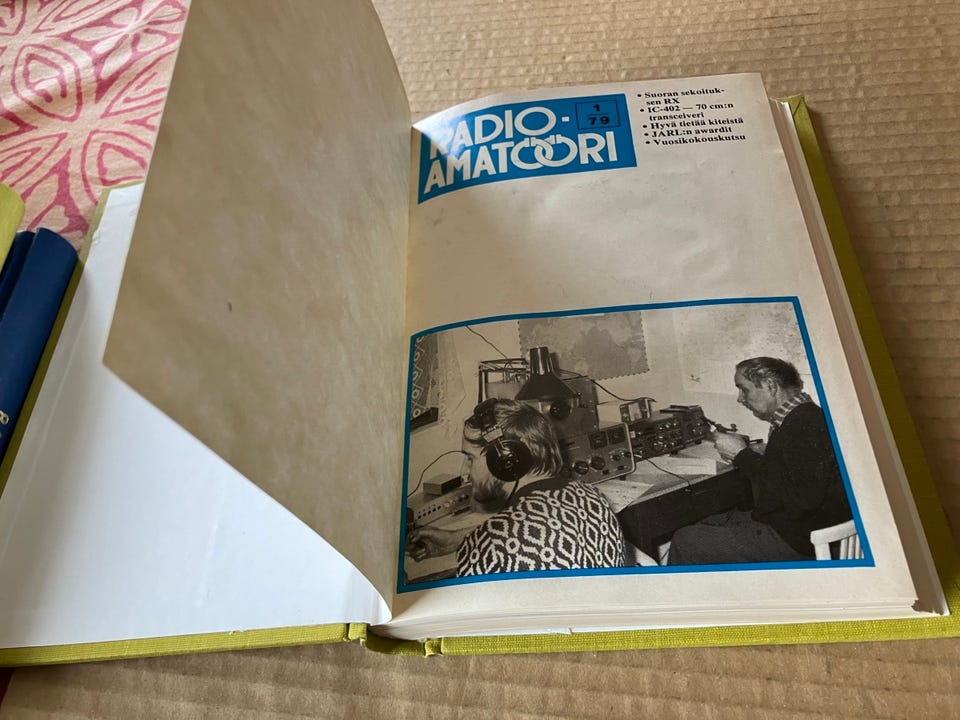 RADIO-
AMATÖÖRI
1
79
• Suoran sekoituk-
sen RX
• IC-402 — 70 cm:n
transceiveri
• Hyvä tietää kiteistä
• JARL:n awardit
• Vuosikokouskutsu